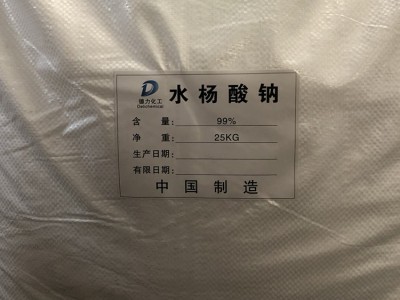 水杨酸钠
德力化工
Delichemical
含 量: 99%
净 重: 25KG
生产日期:
有限日期:
中国制造